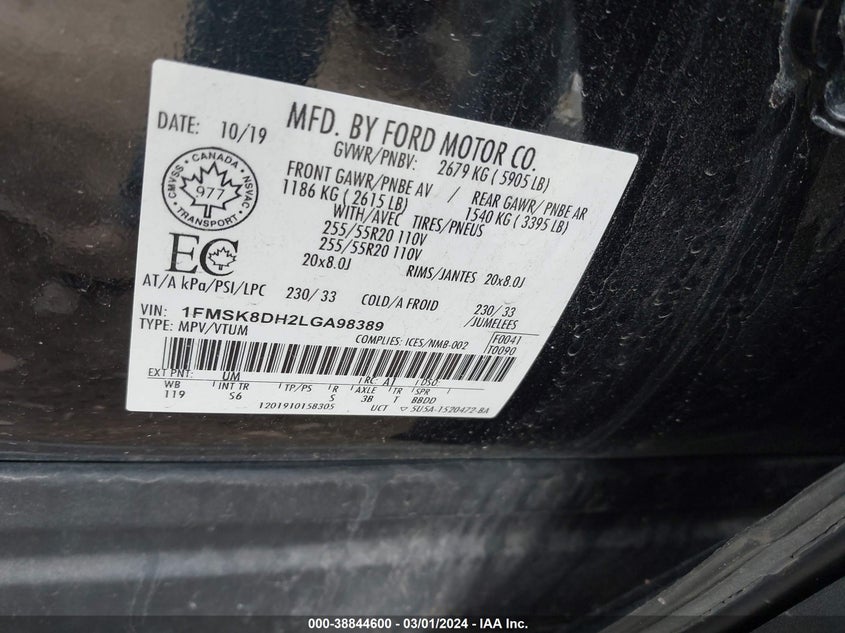 MFD. BY FORD MOTOR CO.
DATE: 10/19
GVWR/PNBV: 2679 KG ( 5905 LB)
FRONT GAWR/PNBE AV / REAR GAWR/ PNBE AR
1186 KG ( 2615 LB) 1540 KG ( 3395 LB)
WITH/AVEC TIRES/PNEUS
255/55R20 110V
255/55R20 110V
20x8.0J RIMS/JANTES 20x8.0J
CMVSS • CANADA • NSVAC • TRANSPORT •
977
EC
AT/A kPa/PSI/LPC 230/ 33 COLD/A FROID 230/ 33
/JUMELEES
VIN: 1FMSK8DH2LGA98389
TYPE: MPV/VTUM
COMPLIES: ICES/NMB-002
F0041
T0090
EXT PNT: UM RC: AT DSO:
WB INT TR TP/PS R AXLE TR SPR
119 S6 S 3B T BBDD
1201910158305 UCT 5U5A-1520472-BA
000-38844600 - 03/01/2024 - IAA Inc.